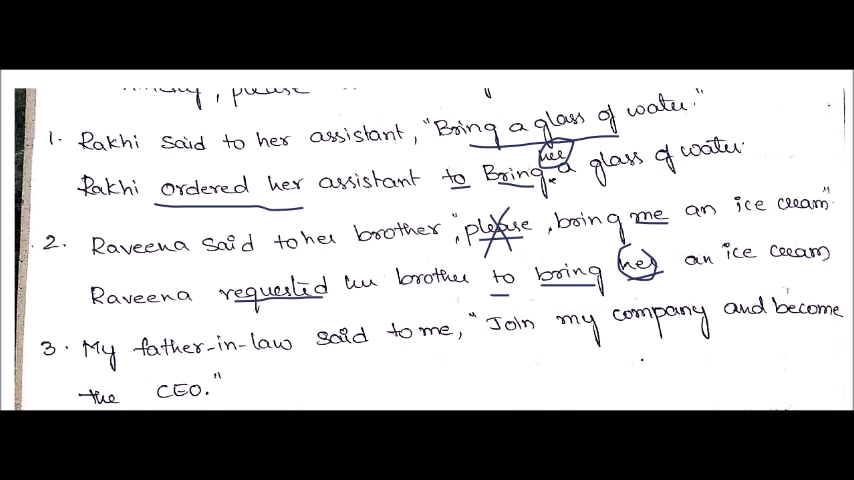 please
1. Rakhi said to her assistant, "Bring a glass of water."
her
Rakhi ordered her assistant to Bring a glass of water.
2. Raveena said to her brother, "please, bring me an ice cream"
Raveena requested her brother to bring her an ice cream
3. My father-in-law said to me, "Join my company and become
the CEO."